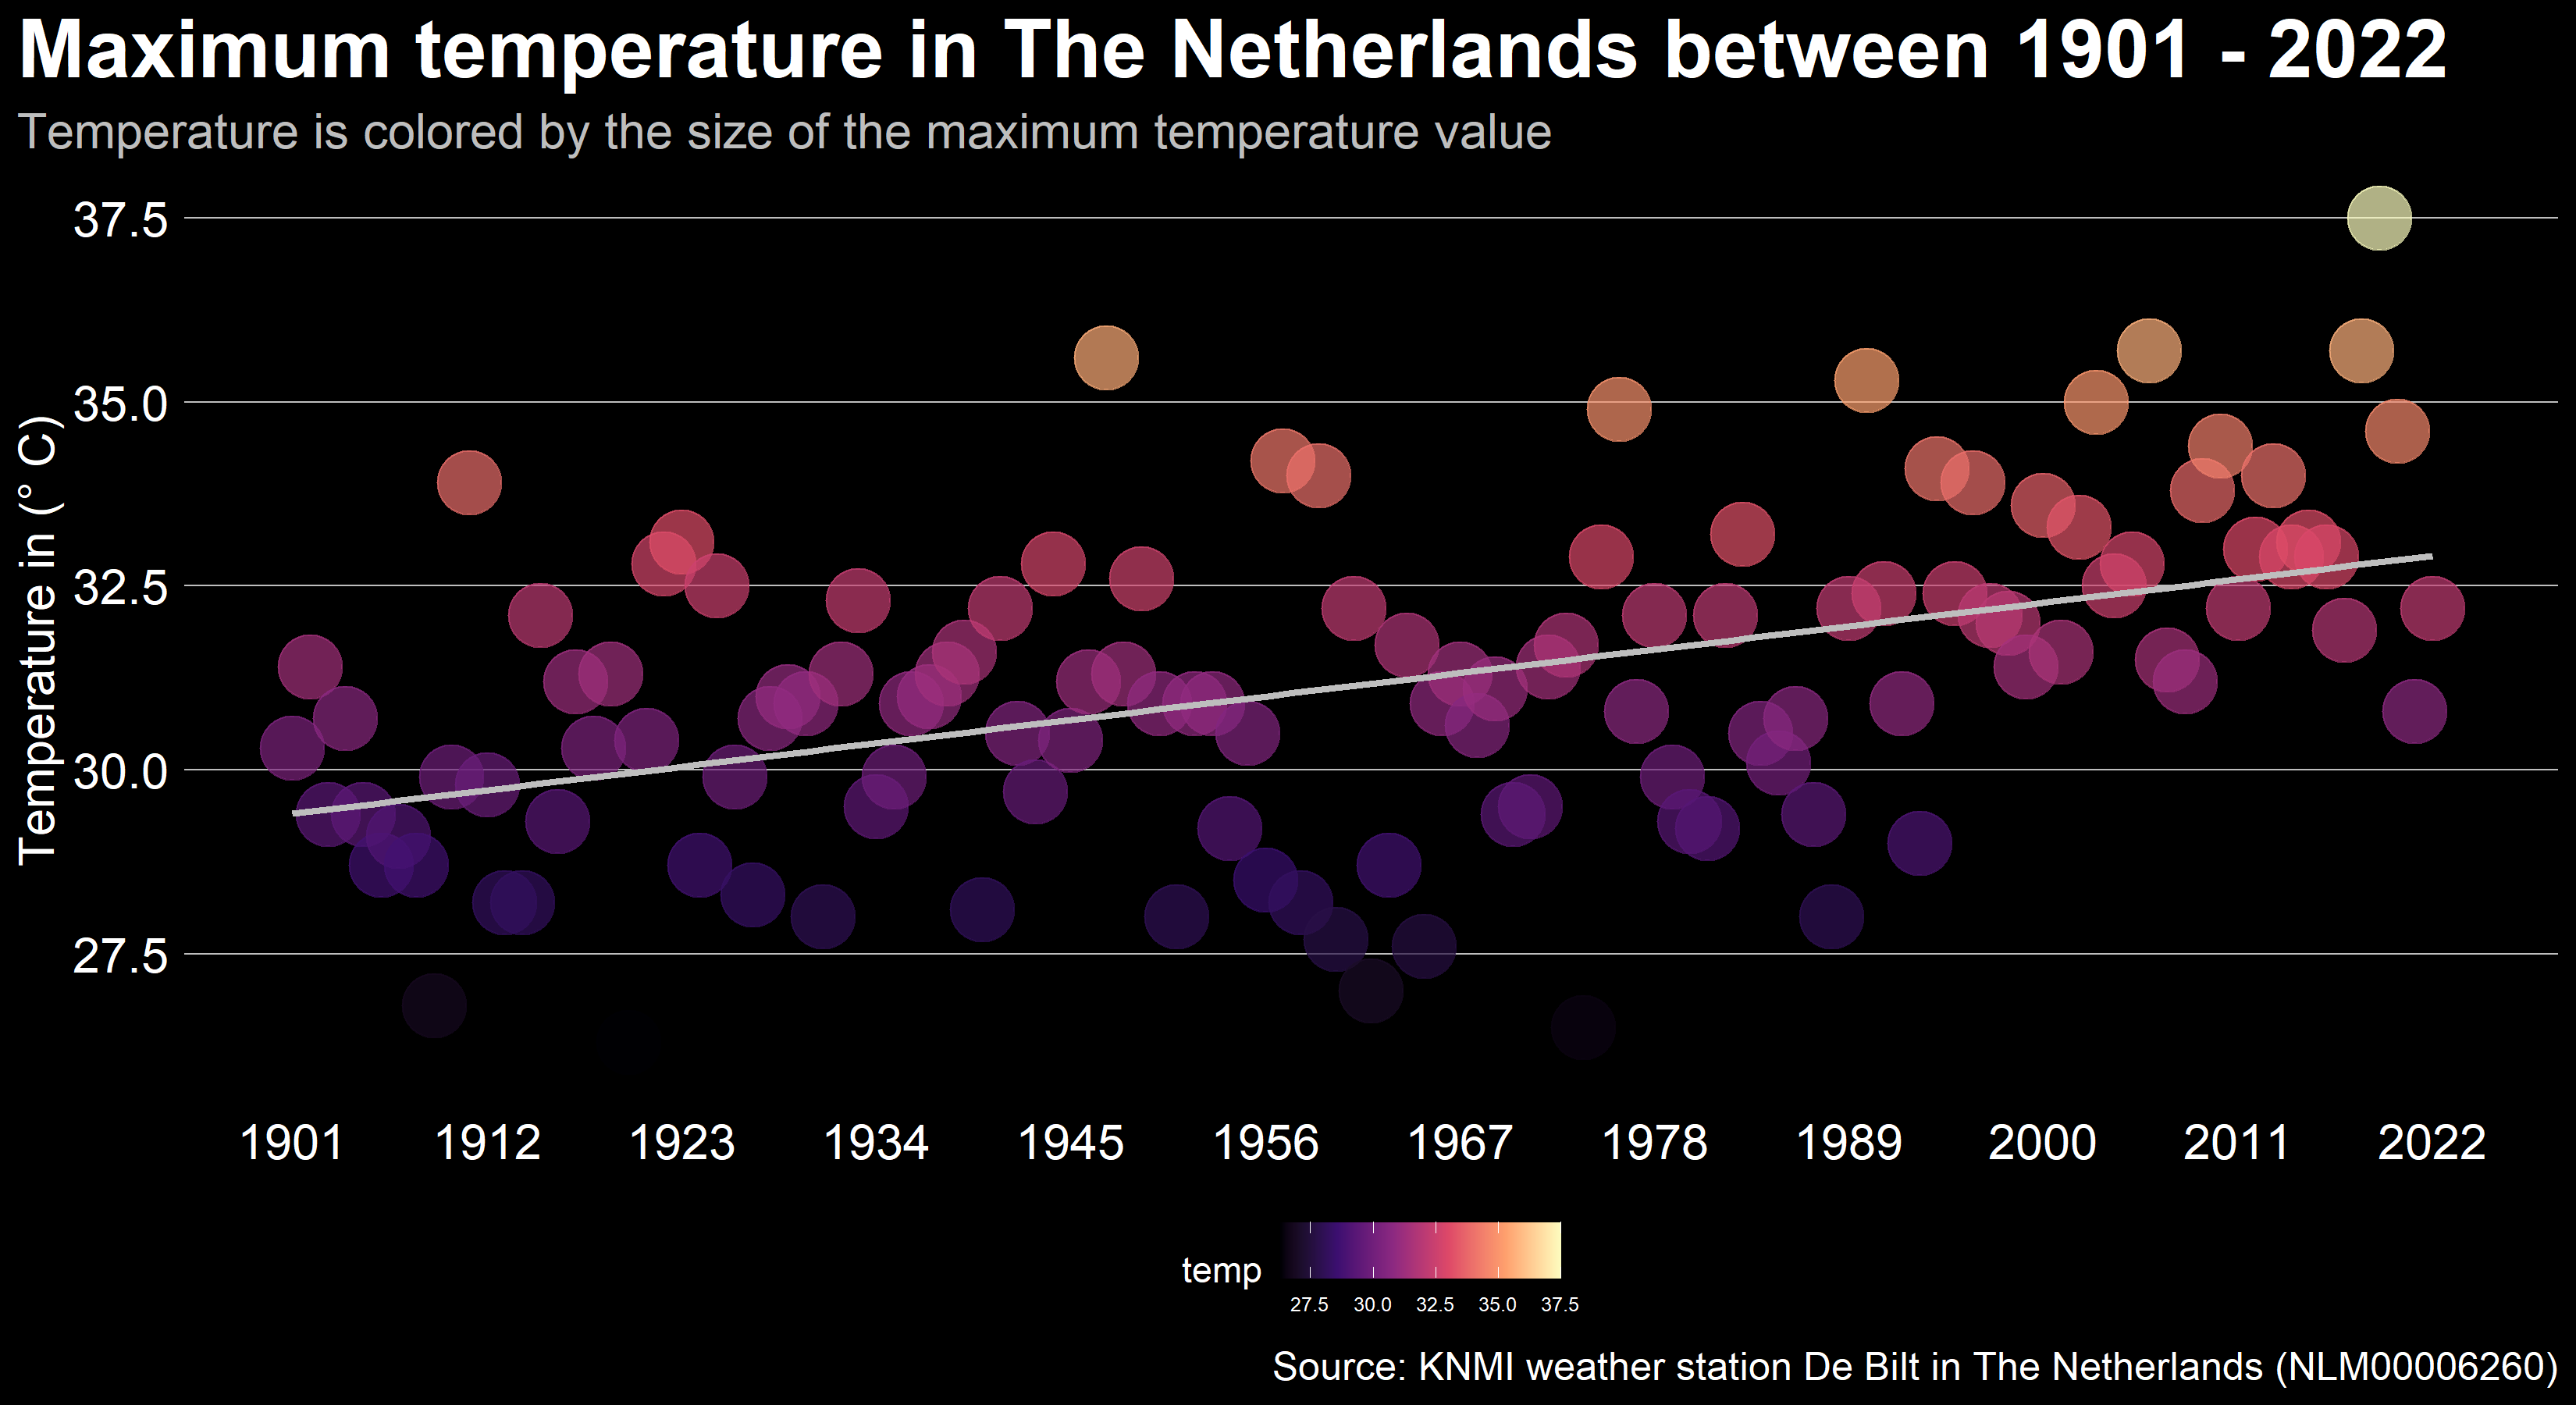 Maximum temperature in The Netherlands between 1901 - 2022
Temperature is colored by the size of the maximum temperature value
Temperature in (° C)
37.5
35.0
32.5
30.0
27.5
1901 1912 1923 1934 1945 1956 1967 1978 1989 2000 2011 2022
temp
27.5 30.0 32.5 35.0 37.5
Source: KNMI weather station De Bilt in The Netherlands (NLM00006260)